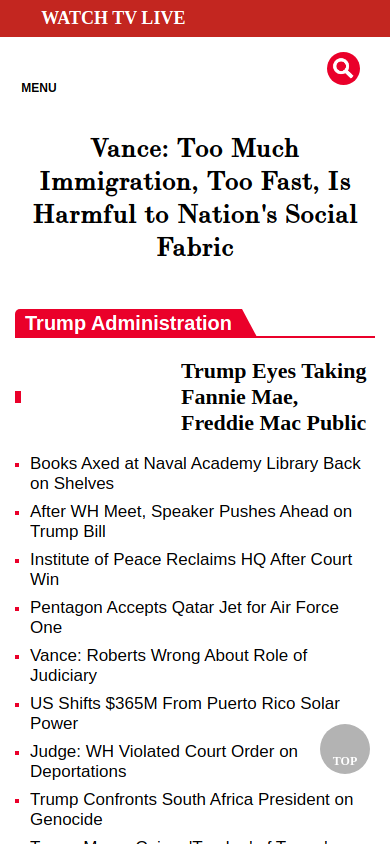 WATCH TV LIVE
MENU
Vance: Too Much
Immigration, Too Fast, Is
Harmful to Nation's Social
Fabric
Trump Administration
Trump Eyes Taking
Fannie Mae,
Freddie Mac Public
Books Axed at Naval Academy Library Back
on Shelves
After WH Meet, Speaker Pushes Ahead on
Trump Bill
Institute of Peace Reclaims HQ After Court
Win
Pentagon Accepts Qatar Jet for Air Force
One
Vance: Roberts Wrong About Role of
Judiciary
US Shifts $365M From Puerto Rico Solar
Power
Judge: WH Violated Court Order on
Deportations
TOP
Trump Confronts South Africa President on
Genocide